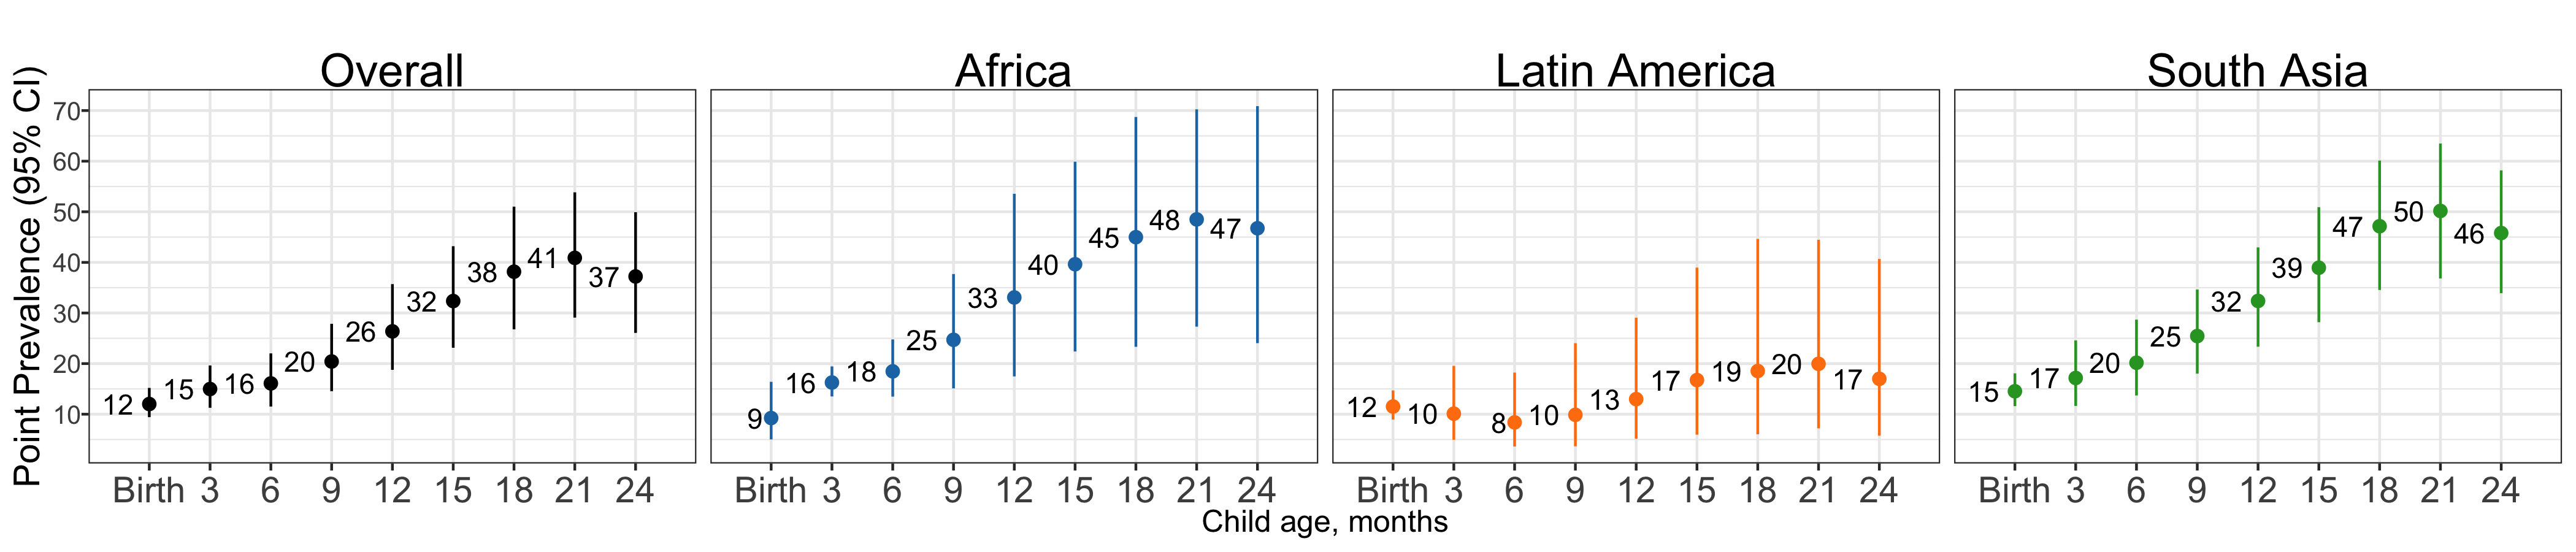 Overall
Africa
Latin America
South Asia
Point Prevalence (95% CI)
70
60
50
40
30
20
10
12 15 16 20 26 32 38 41 37
9 16 18 25 33 40 45 48 47
12 10 8 10 13 17 19 20 17
15 17 20 25 32 39 47 50 46
Birth 3 6 9 12 15 18 21 24
Birth 3 6 9 12 15 18 21 24
Birth 3 6 9 12 15 18 21 24
Birth 3 6 9 12 15 18 21 24
Child age, months